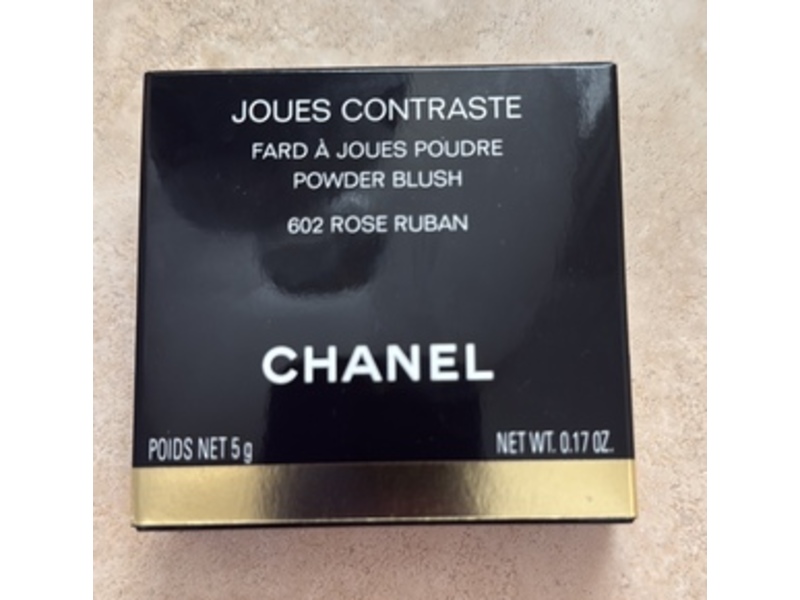 JOUES CONTRASTE
FARD À JOUES POUDRE
POWDER BLUSH
602 ROSE RUBAN
CHANEL
POIDS NET 5 g NET WT. 0.17 OZ.